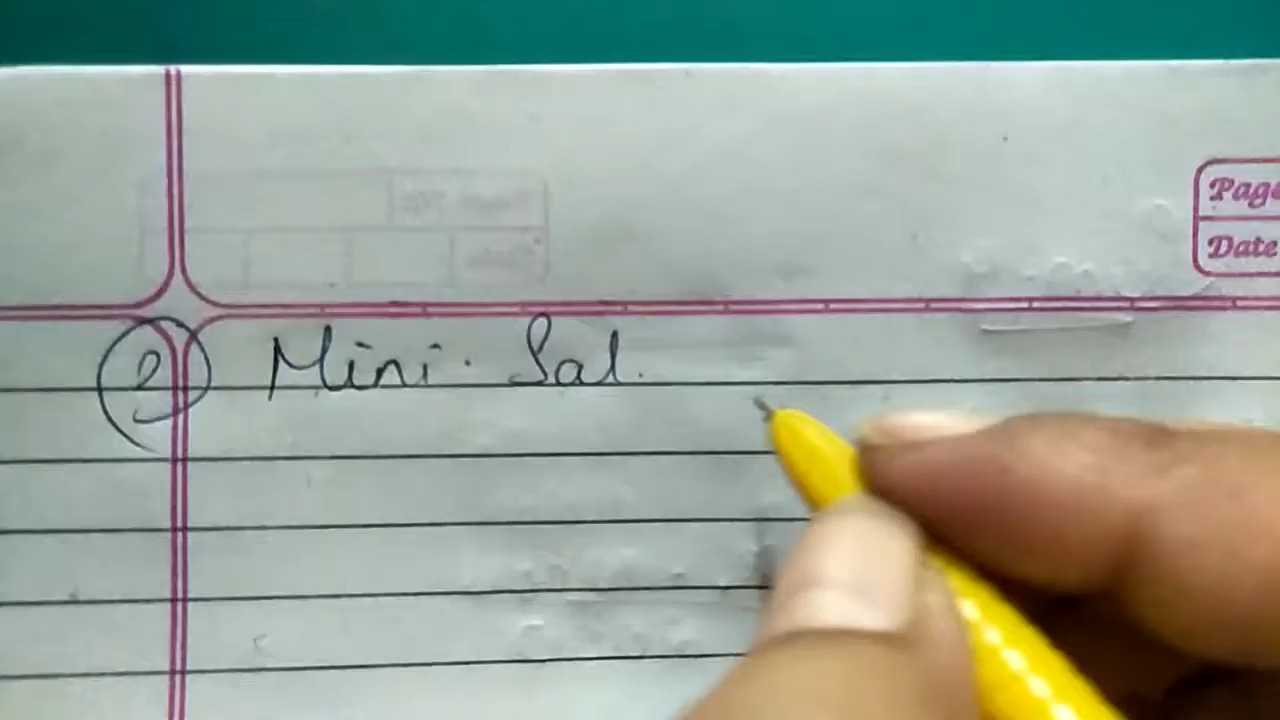 Page
Date
② Mini. Sal.